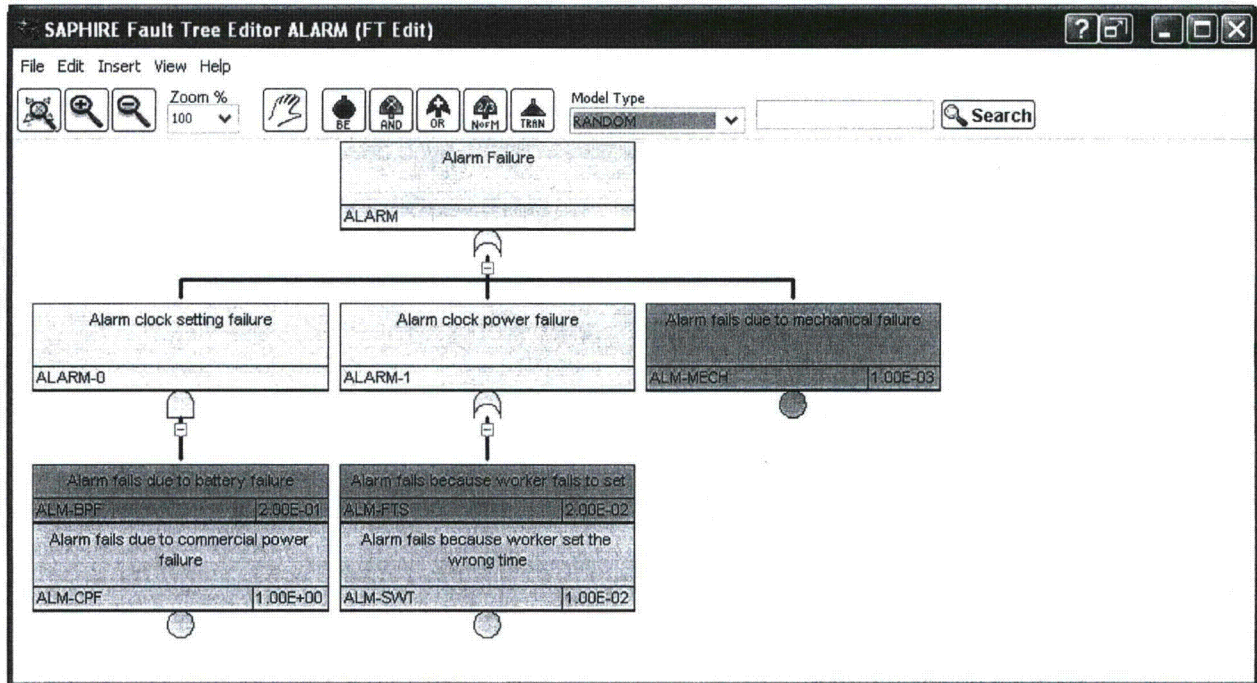 SAPHIRE Fault Tree Editor ALARM (FT Edit)
File Edit Insert View Help
Zoom %
100
BE
AND
OR
2/3
NofM
TRAN
Model Type
RANDOM
Search
Alarm Failure
ALARM
Alarm clock setting failure
ALARM-0
Alarm clock power failure
ALARM-1
Alarm fails due to mechanical failure
ALM-MECH 1.00E-03
Alarm fails due to battery failure
ALM-BPF 2.00E-01
Alarm fails due to commercial power
failure
ALM-CPF 1.00E+00
Alarm fails because worker fails to set
ALM-FTS 2.00E-02
Alarm fails because worker set the
wrong time
ALM-SWT 1.00E-02